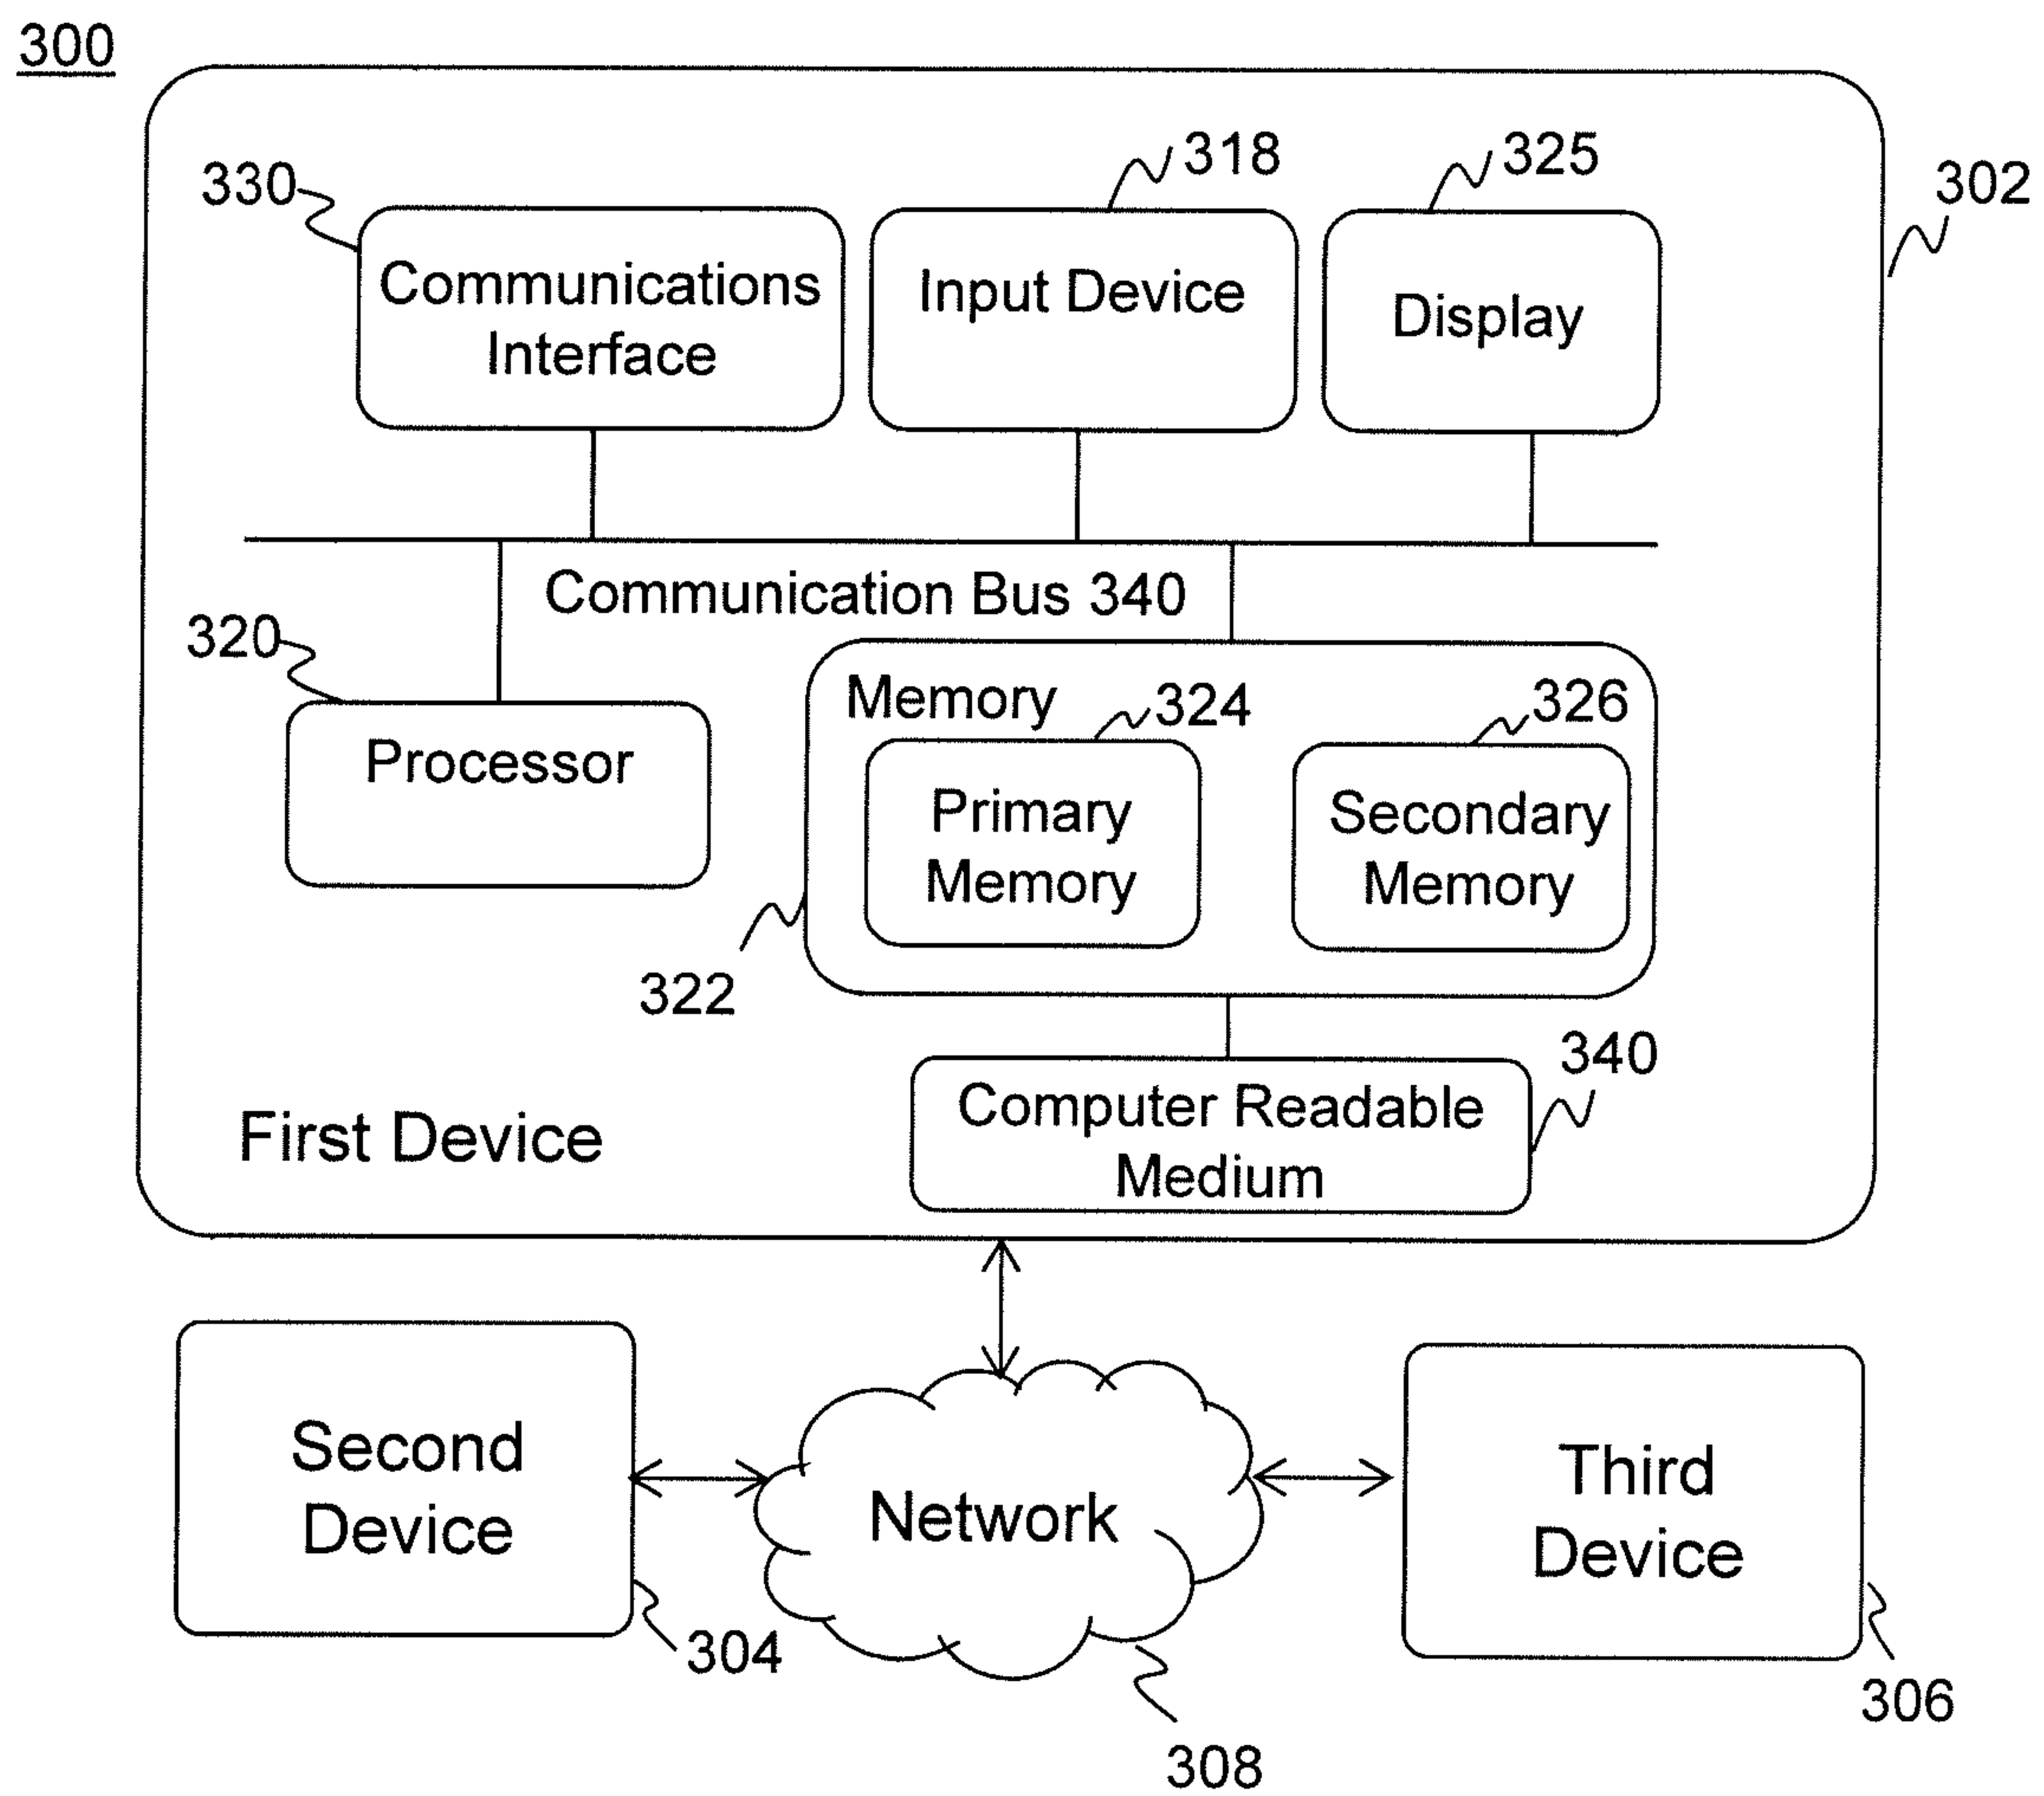 300
302
330
318
325
Communications
Interface
Input Device
Display
Communication Bus 340
320
Processor
Memory
324
326
Primary
Memory
Secondary
Memory
322
340
Computer Readable
Medium
First Device
Second
Device
304
Network
308
Third
Device
306